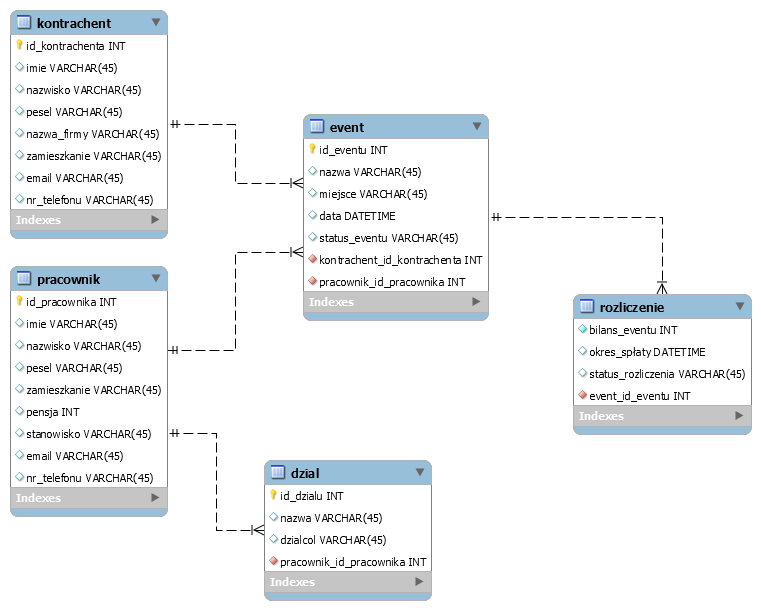 kontrachent
id_kontrachenta INT
imie VARCHAR(45)
nazwisko VARCHAR(45)
pesel VARCHAR(45)
nazwa_firmy VARCHAR(45)
zamieszkanie VARCHAR(45)
email VARCHAR(45)
nr_telefonu VARCHAR(45)
Indexes
event
id_eventu INT
nazwa VARCHAR(45)
miejsce VARCHAR(45)
data DATETIME
status_eventu VARCHAR(45)
kontrachent_id_kontrachenta INT
pracownik_id_pracownika INT
Indexes
pracownik
id_pracownika INT
imie VARCHAR(45)
nazwisko VARCHAR(45)
pesel VARCHAR(45)
zamieszkanie VARCHAR(45)
pensja INT
stanowisko VARCHAR(45)
email VARCHAR(45)
nr_telefonu VARCHAR(45)
Indexes
rozliczenie
bilans_eventu INT
okres_spłaty DATETIME
status_rozliczenia VARCHAR(45)
event_id_eventu INT
Indexes
dzial
id_dzialu INT
nazwa VARCHAR(45)
dzialcol VARCHAR(45)
pracownik_id_pracownika INT
Indexes